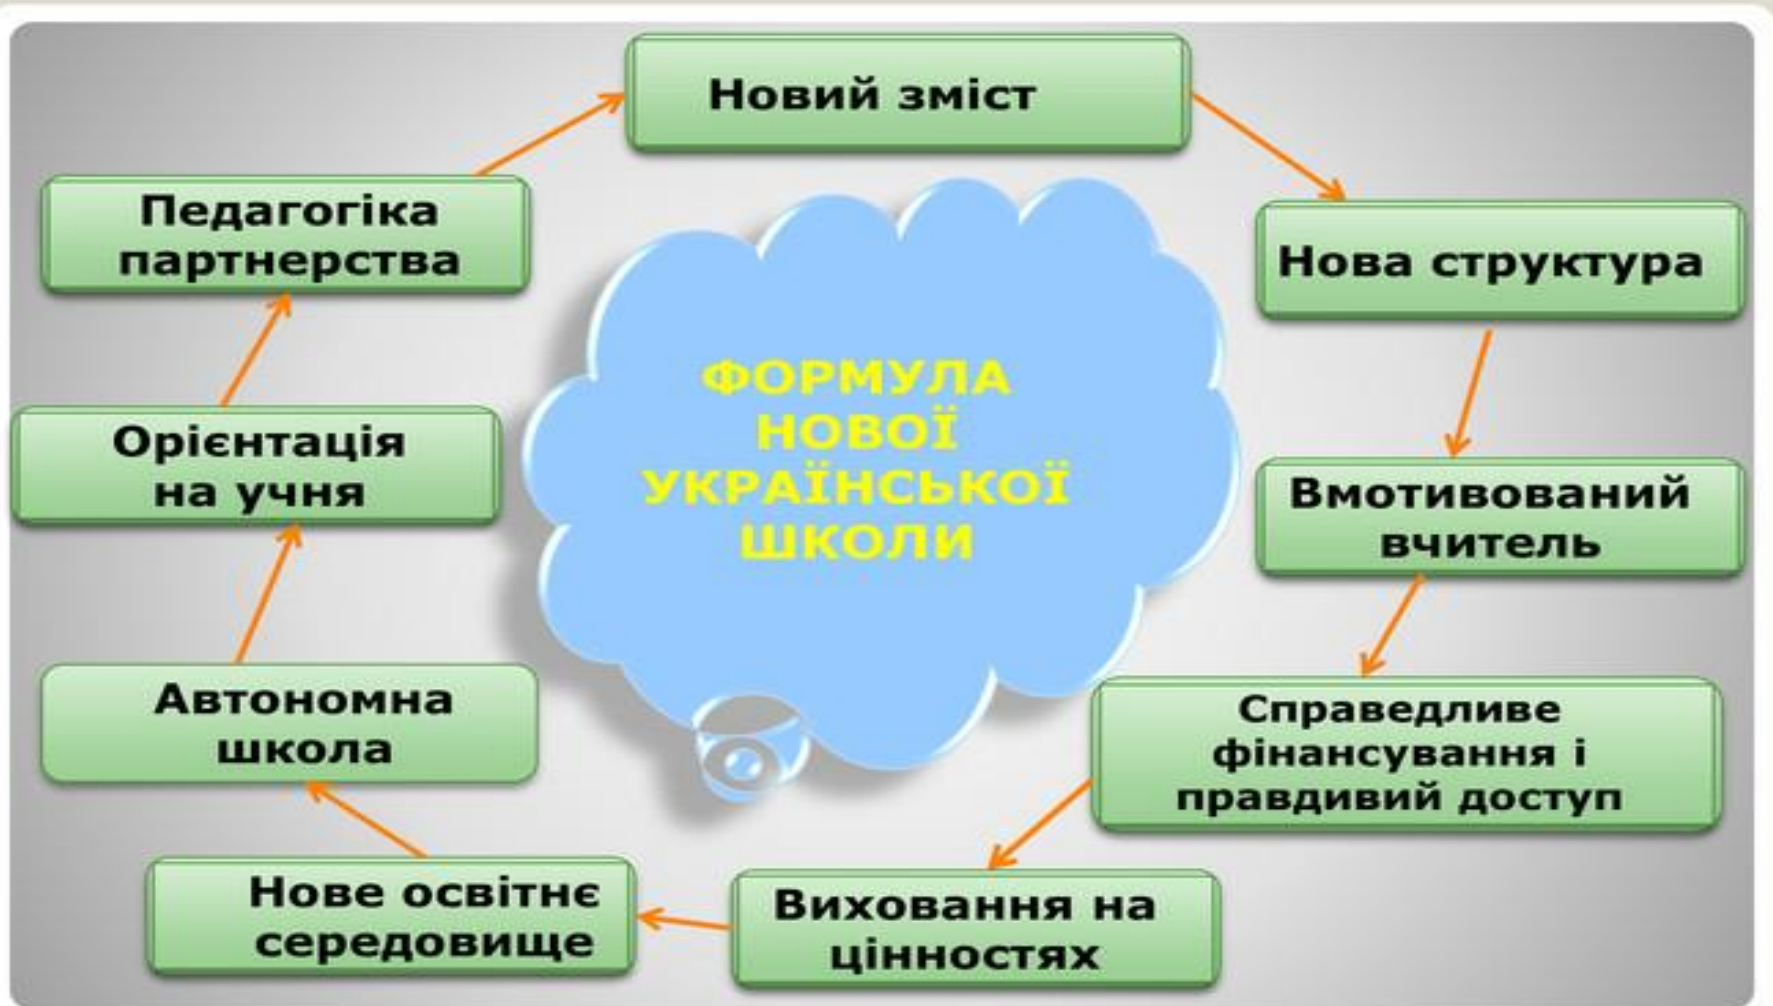 Новий зміст
Педагогіка
партнерства
Нова структура
ФОРМУЛА
НОВОЇ
УКРАЇНСЬКОЇ
ШКОЛИ
Орієнтація
на учня
Вмотивований
вчитель
Автономна
школа
Справедливе
фінансування і
правдивий доступ
Нове освітнє
середовище
Виховання на
цінностях